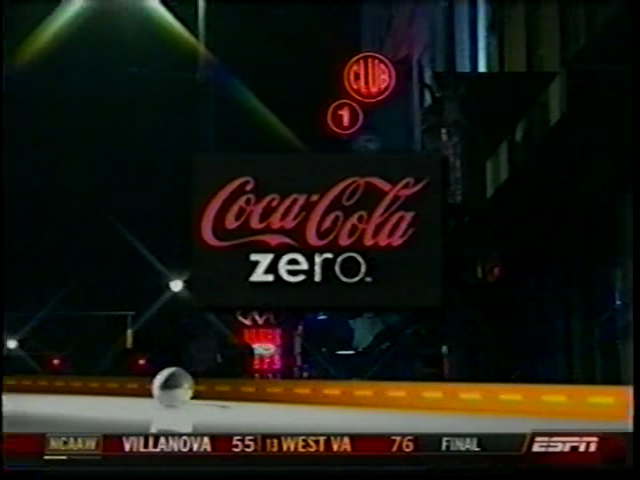 CLUB
1
Coca-Cola
zero
NCAAW VILLANOVA 55 13 WEST VA 76 FINAL ESPN